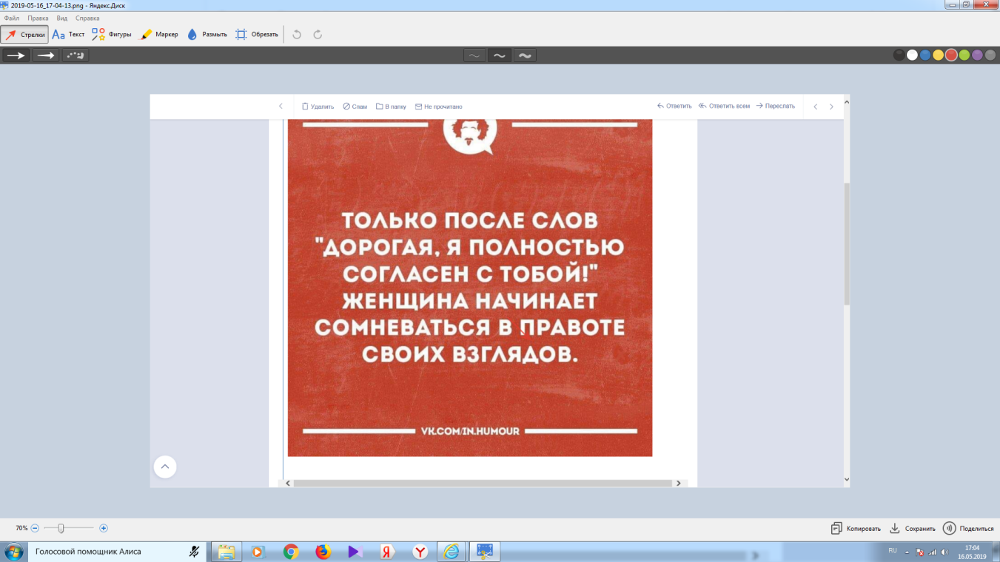 2019-05-16_17-04-13.png - Яндекс.Диск
Файл Правка Вид Справка
Стрелки Aa Текст Фигуры Маркер Размыть Обрезать
Удалить Спам В папку Не прочитано Ответить Ответить всем Переслать
ТОЛЬКО ПОСЛЕ СЛОВ
"ДОРОГАЯ, Я ПОЛНОСТЬЮ
СОГЛАСЕН С ТОБОЙ!"
ЖЕНЩИНА НАЧИНАЕТ
СОМНЕВАТЬСЯ В ПРАВОТЕ
СВОИХ ВЗГЛЯДОВ.
VK.COM/IN.HUMOUR
70% Копировать Сохранить Поделиться
Голосовой помощник Алиса Я Y RU 17:04
16.05.2019